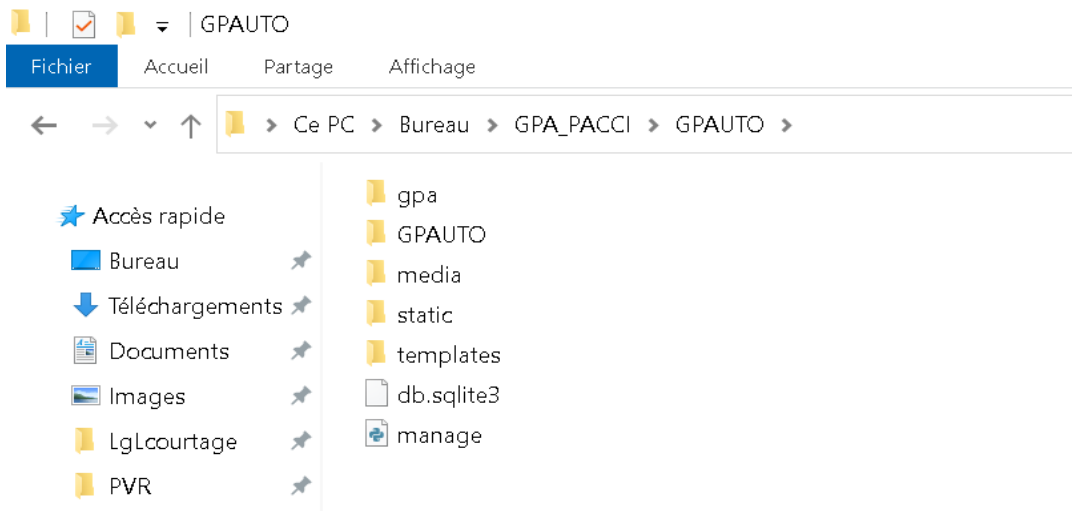 GPAUTO
Fichier Accueil Partage Affichage
Ce PC > Bureau > GPA_PACCI > GPAUTO >
Accès rapide
Bureau
Téléchargements
Documents
Images
LgLcourtage
PVR
gpa
GPAUTO
media
static
templates
db.sqlite3
manage